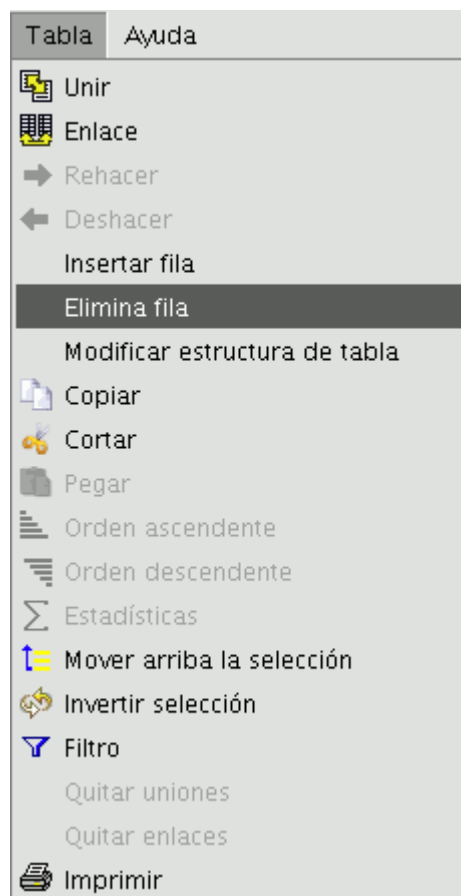 Tabla Ayuda
Unir
Enlace
Rehacer
Deshacer
Insertar fila
Elimina fila
Modificar estructura de tabla
Copiar
Cortar
Pegar
Orden ascendente
Orden descendente
Estadísticas
Mover arriba la selección
Invertir selección
Filtro
Quitar uniones
Quitar enlaces
Imprimir